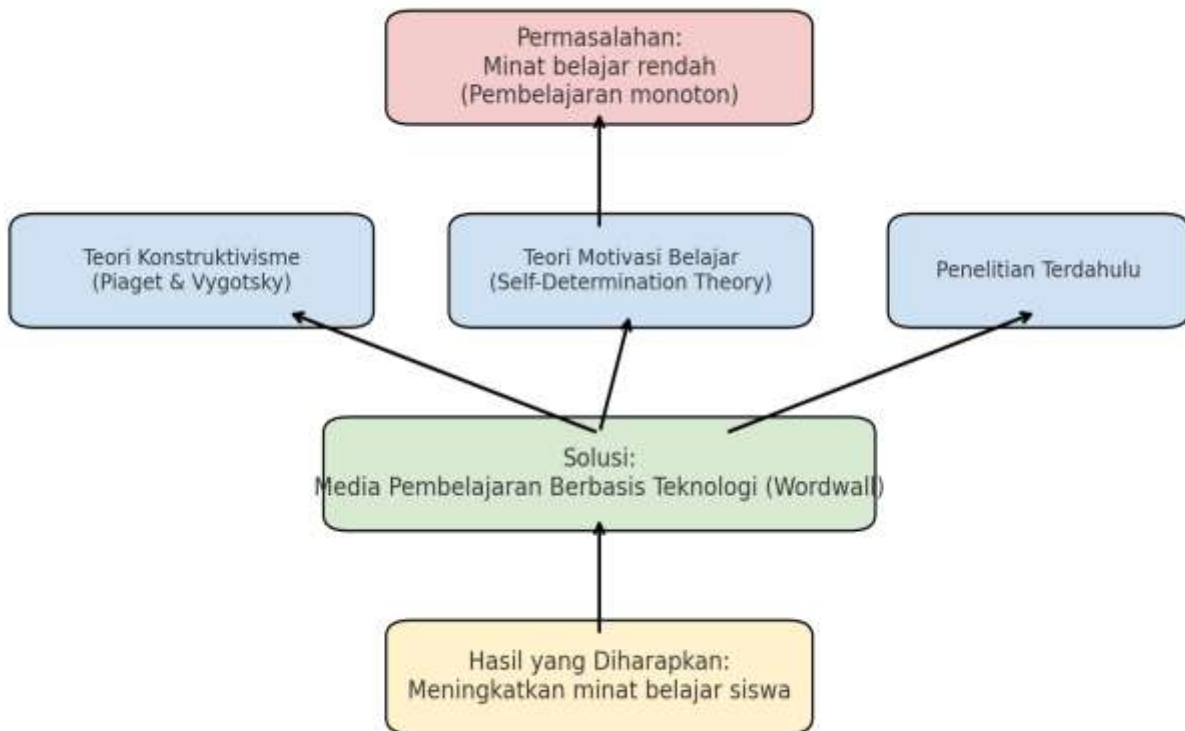 Permasalahan:
Minat belajar rendah
(Pembelajaran monoton)
Teori Konstruktivisme
(Piaget & Vygotsky)
Teori Motivasi Belajar
(Self-Determination Theory)
Penelitian Terdahulu
Solusi:
Media Pembelajaran Berbasis Teknologi (Wordwall)
Hasil yang Diharapkan:
Meningkatkan minat belajar siswa